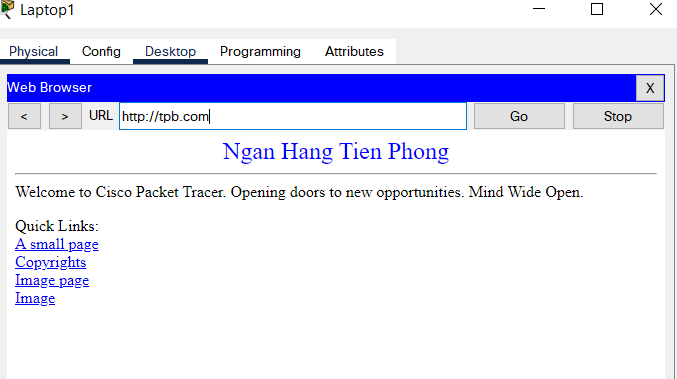 Laptop1
Physical Config Desktop Programming Attributes
Web Browser X
< > URL http://tpb.com Go Stop
Ngan Hang Tien Phong
Welcome to Cisco Packet Tracer. Opening doors to new opportunities. Mind Wide Open.
Quick Links:
A small page
Copyrights
Image page
Image